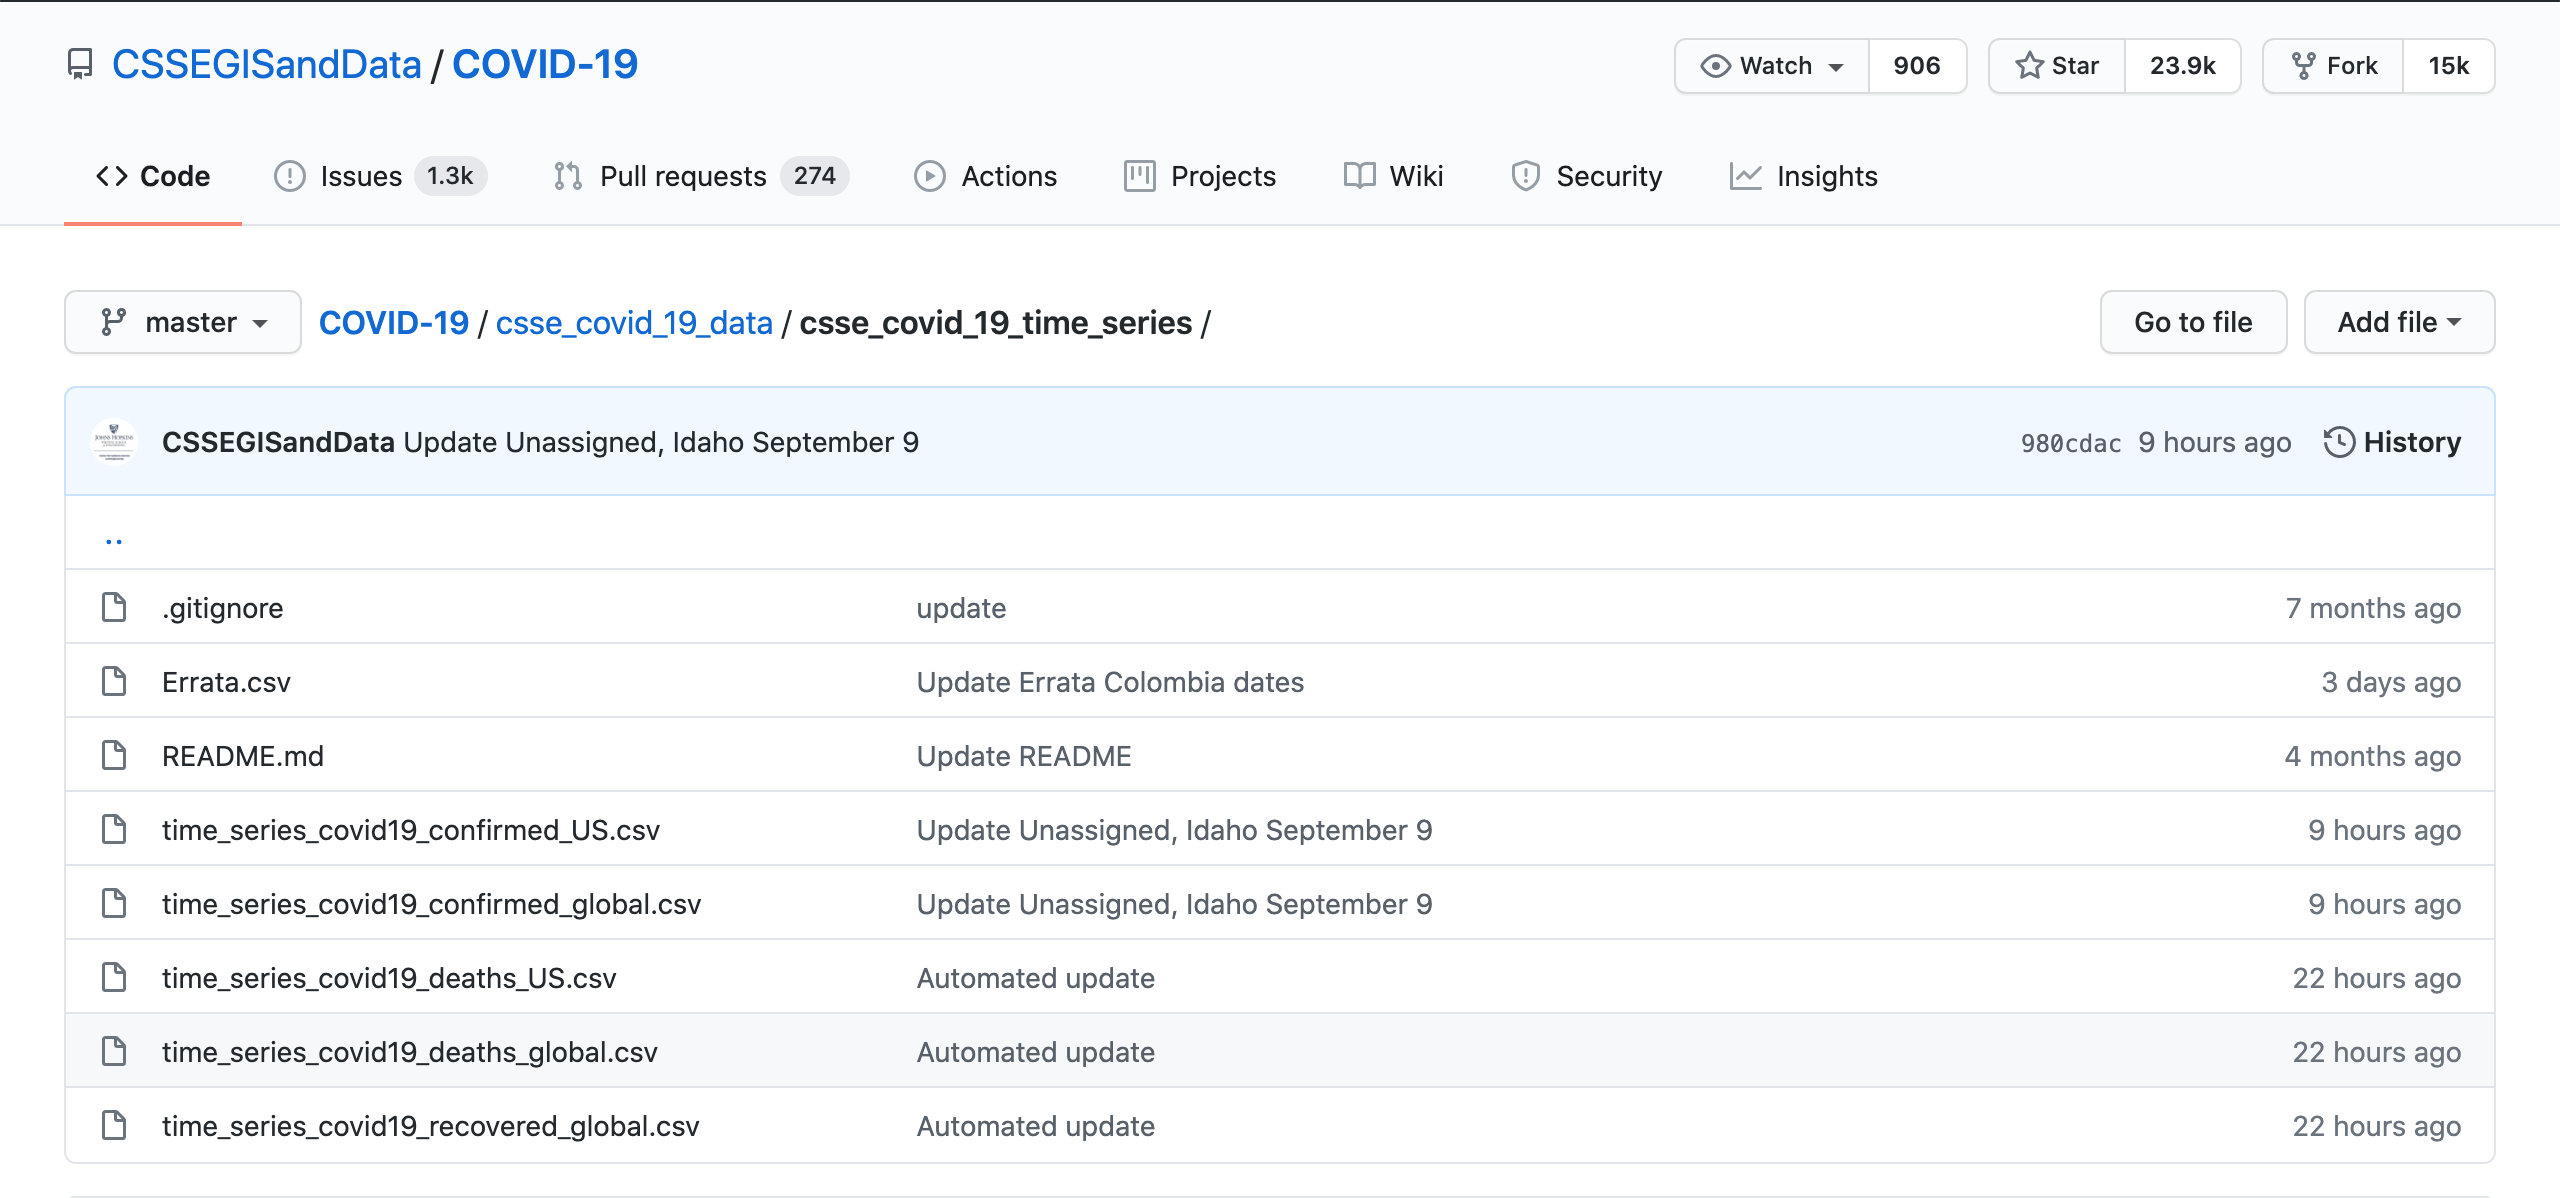 CSSEGISandData / COVID-19
Watch 906 Star 23.9k Fork 15k
Code Issues 1.3k Pull requests 274 Actions Projects Wiki Security Insights
master COVID-19 / csse_covid_19_data / csse_covid_19_time_series / Go to file Add file
CSSEGISandData Update Unassigned, Idaho September 9 980cdac 9 hours ago History
..
.gitignore update 7 months ago
Errata.csv Update Errata Colombia dates 3 days ago
README.md Update README 4 months ago
time_series_covid19_confirmed_US.csv Update Unassigned, Idaho September 9 9 hours ago
time_series_covid19_confirmed_global.csv Update Unassigned, Idaho September 9 9 hours ago
time_series_covid19_deaths_US.csv Automated update 22 hours ago
time_series_covid19_deaths_global.csv Automated update 22 hours ago
time_series_covid19_recovered_global.csv Automated update 22 hours ago